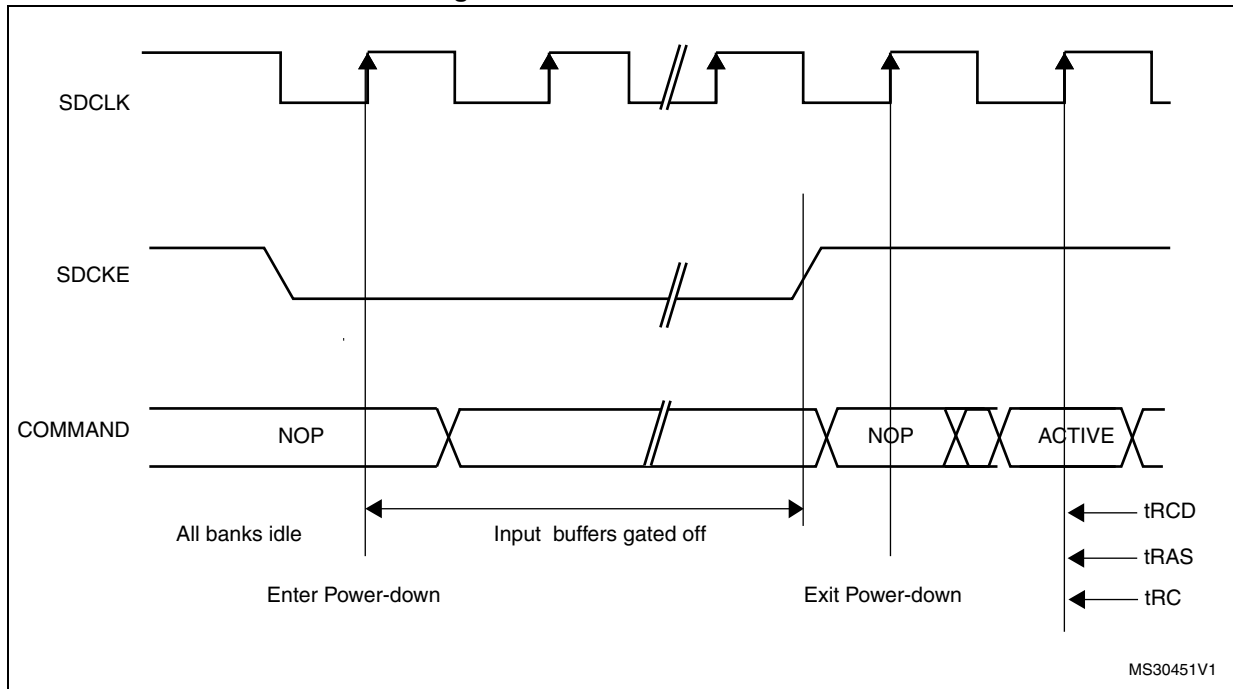 SDCLK
SDCKE
COMMAND
NOP
NOP
ACTIVE
All banks idle
Input buffers gated off
tRCD
tRAS
tRC
Enter Power-down
Exit Power-down
MS30451V1